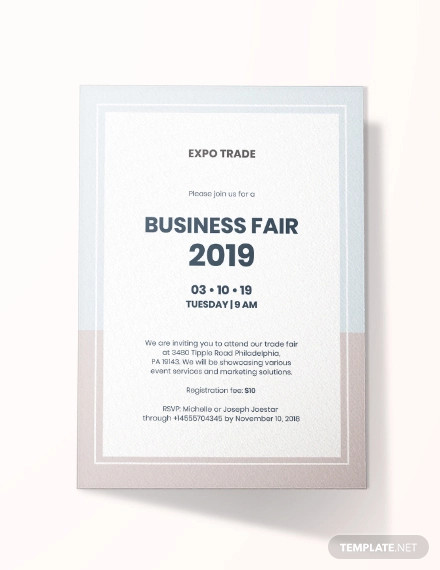 EXPO TRADE
Please join us for a
BUSINESS FAIR
2019
03 • 10 • 19
TUESDAY | 9 AM
We are inviting you to attend our trade fair
at 3480 Tipple Road Philodelphia,
PA 19143. We will be showcasing various
event services and marketing solutions.
Registration fee: $10
RSVP: Michelle or Joseph Joestar
through +14555704345 by November 10, 2018
TEMPLATE.NET